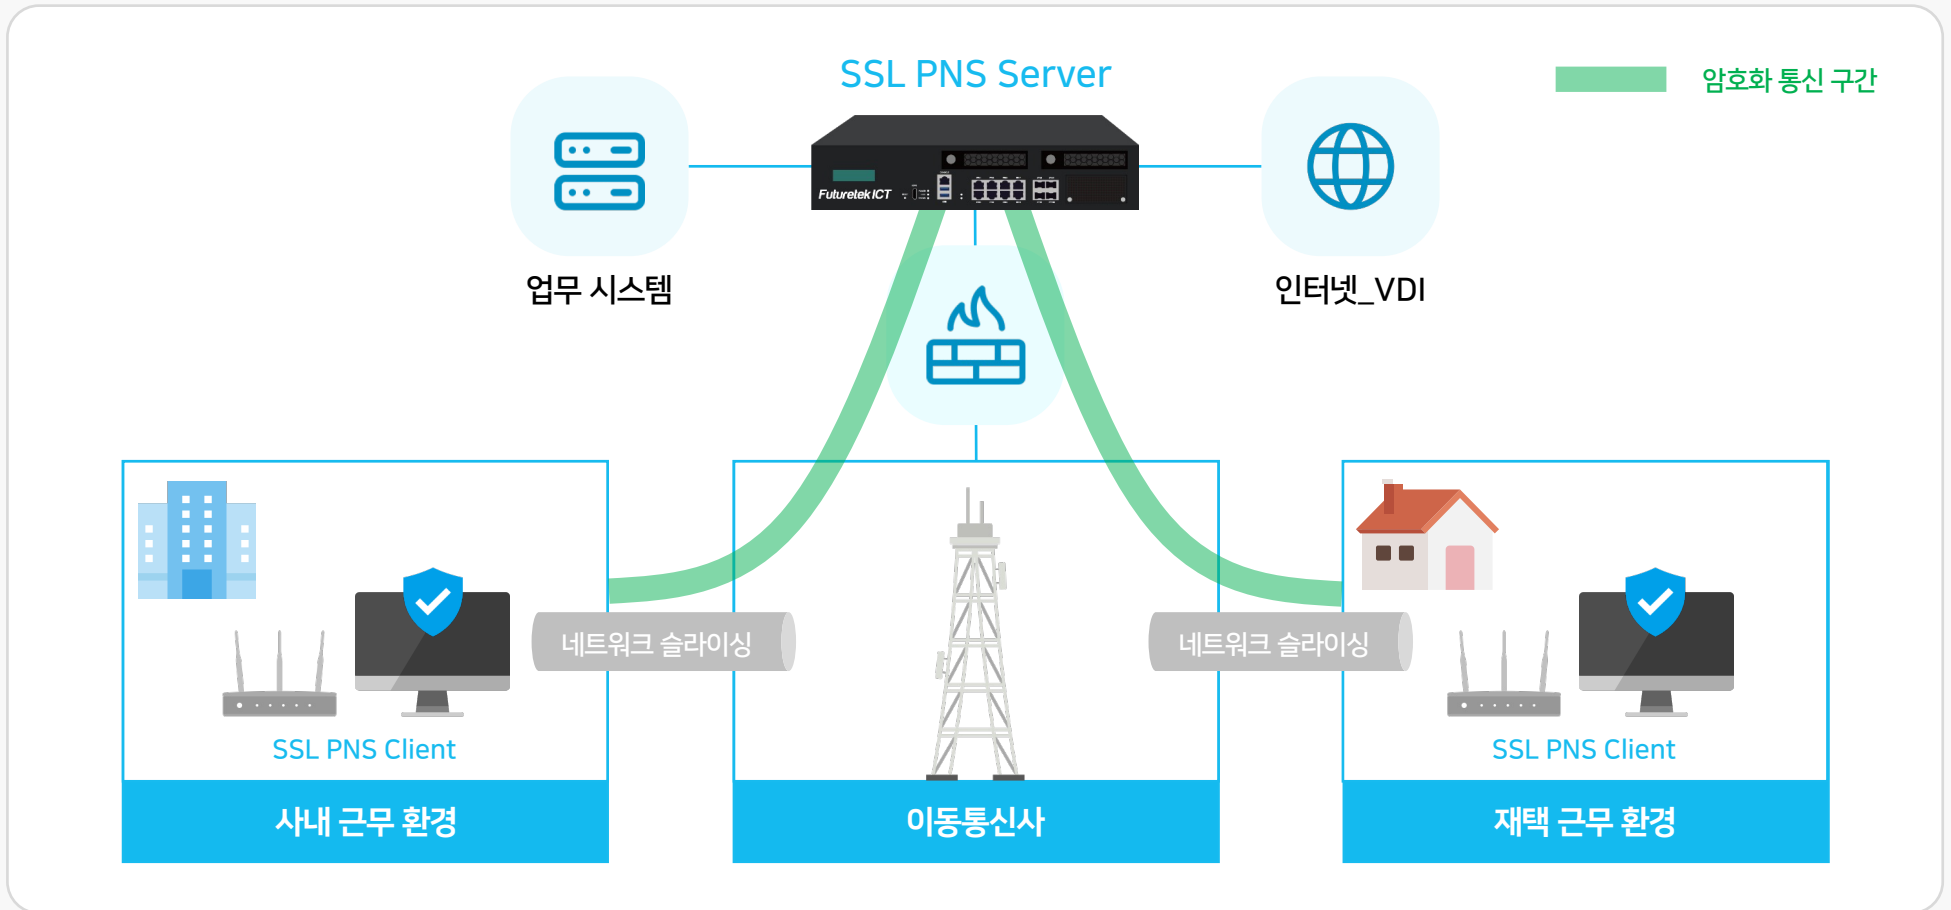 SSL PNS Server
암호화 통신 구간
Futuretek ICT
업무 시스템
인터넷_VDI
네트워크 슬라이싱
네트워크 슬라이싱
SSL PNS Client
SSL PNS Client
사내 근무 환경
이동통신사
재택 근무 환경